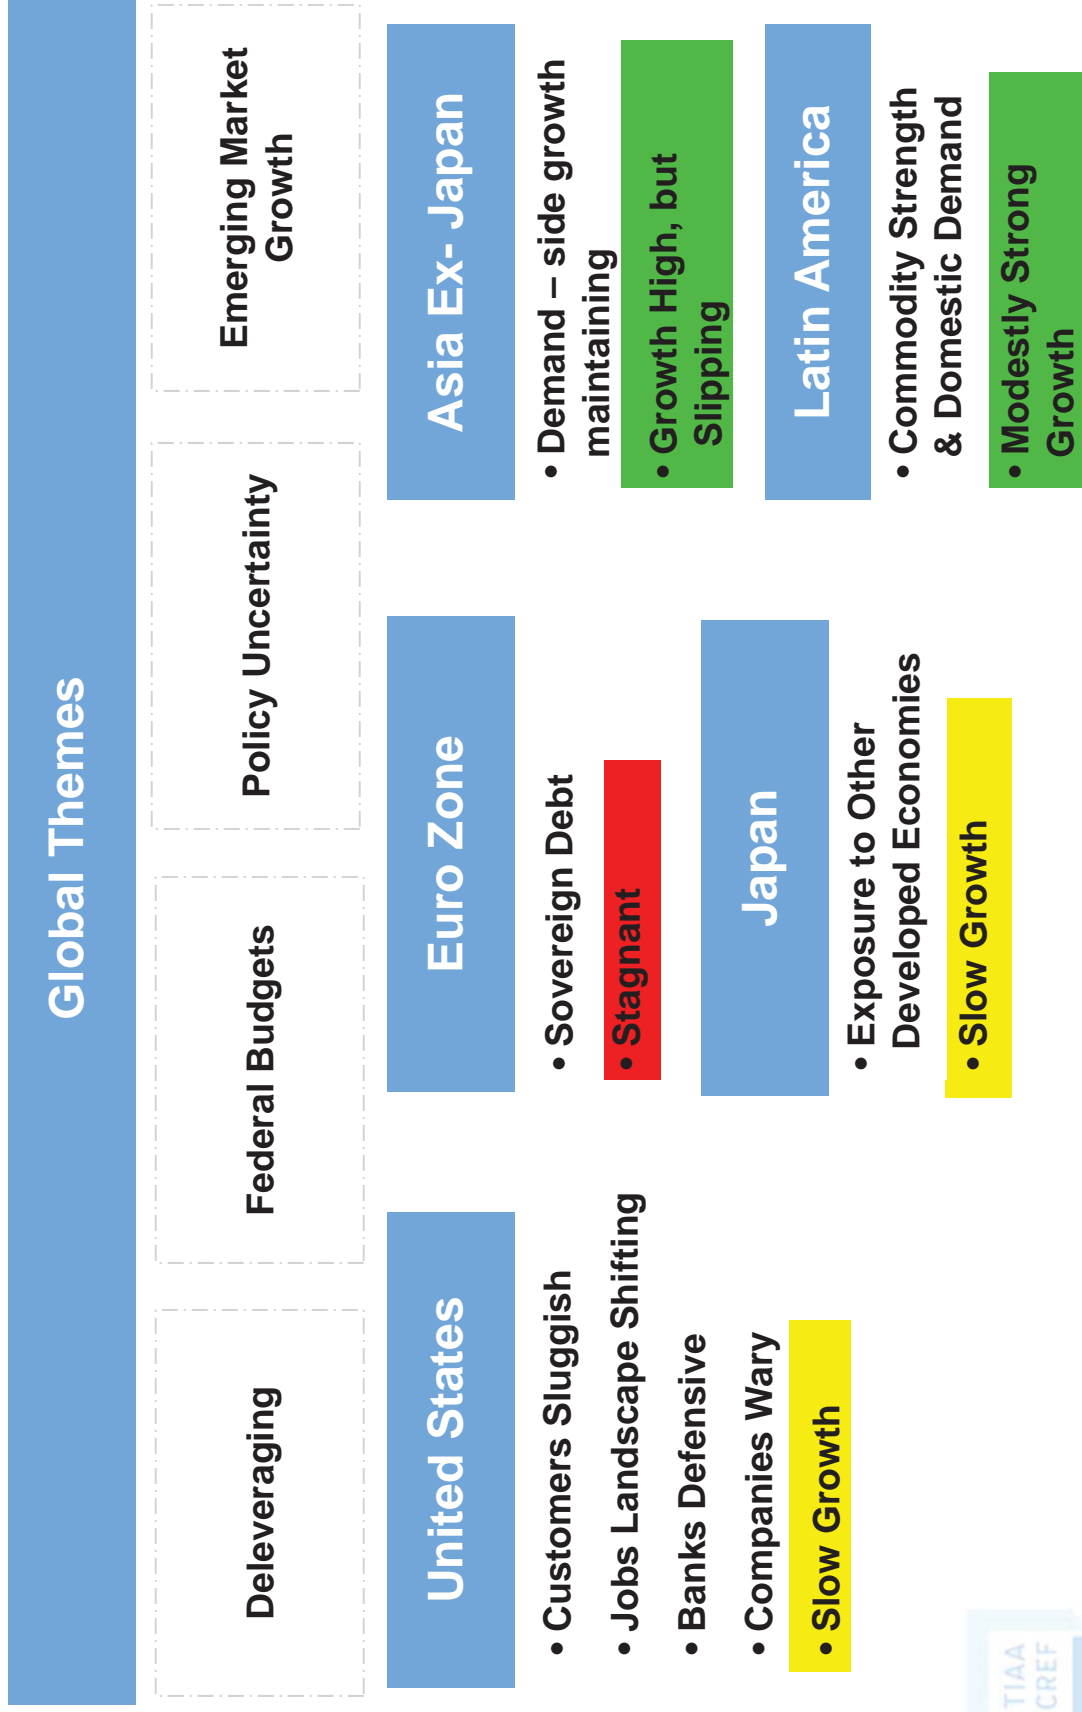 Global Themes
Deleveraging
Federal Budgets
Policy Uncertainty
Emerging Market
Growth
United States
• Customers Sluggish
• Jobs Landscape Shifting
• Banks Defensive
• Companies Wary
• Slow Growth
Euro Zone
• Sovereign Debt
• Stagnant
Japan
• Exposure to Other
Developed Economies
• Slow Growth
Asia Ex- Japan
• Demand – side growth
maintaining
• Growth High, but
Slipping
Latin America
• Commodity Strength
& Domestic Demand
• Modestly Strong
Growth
TIAA
CREF